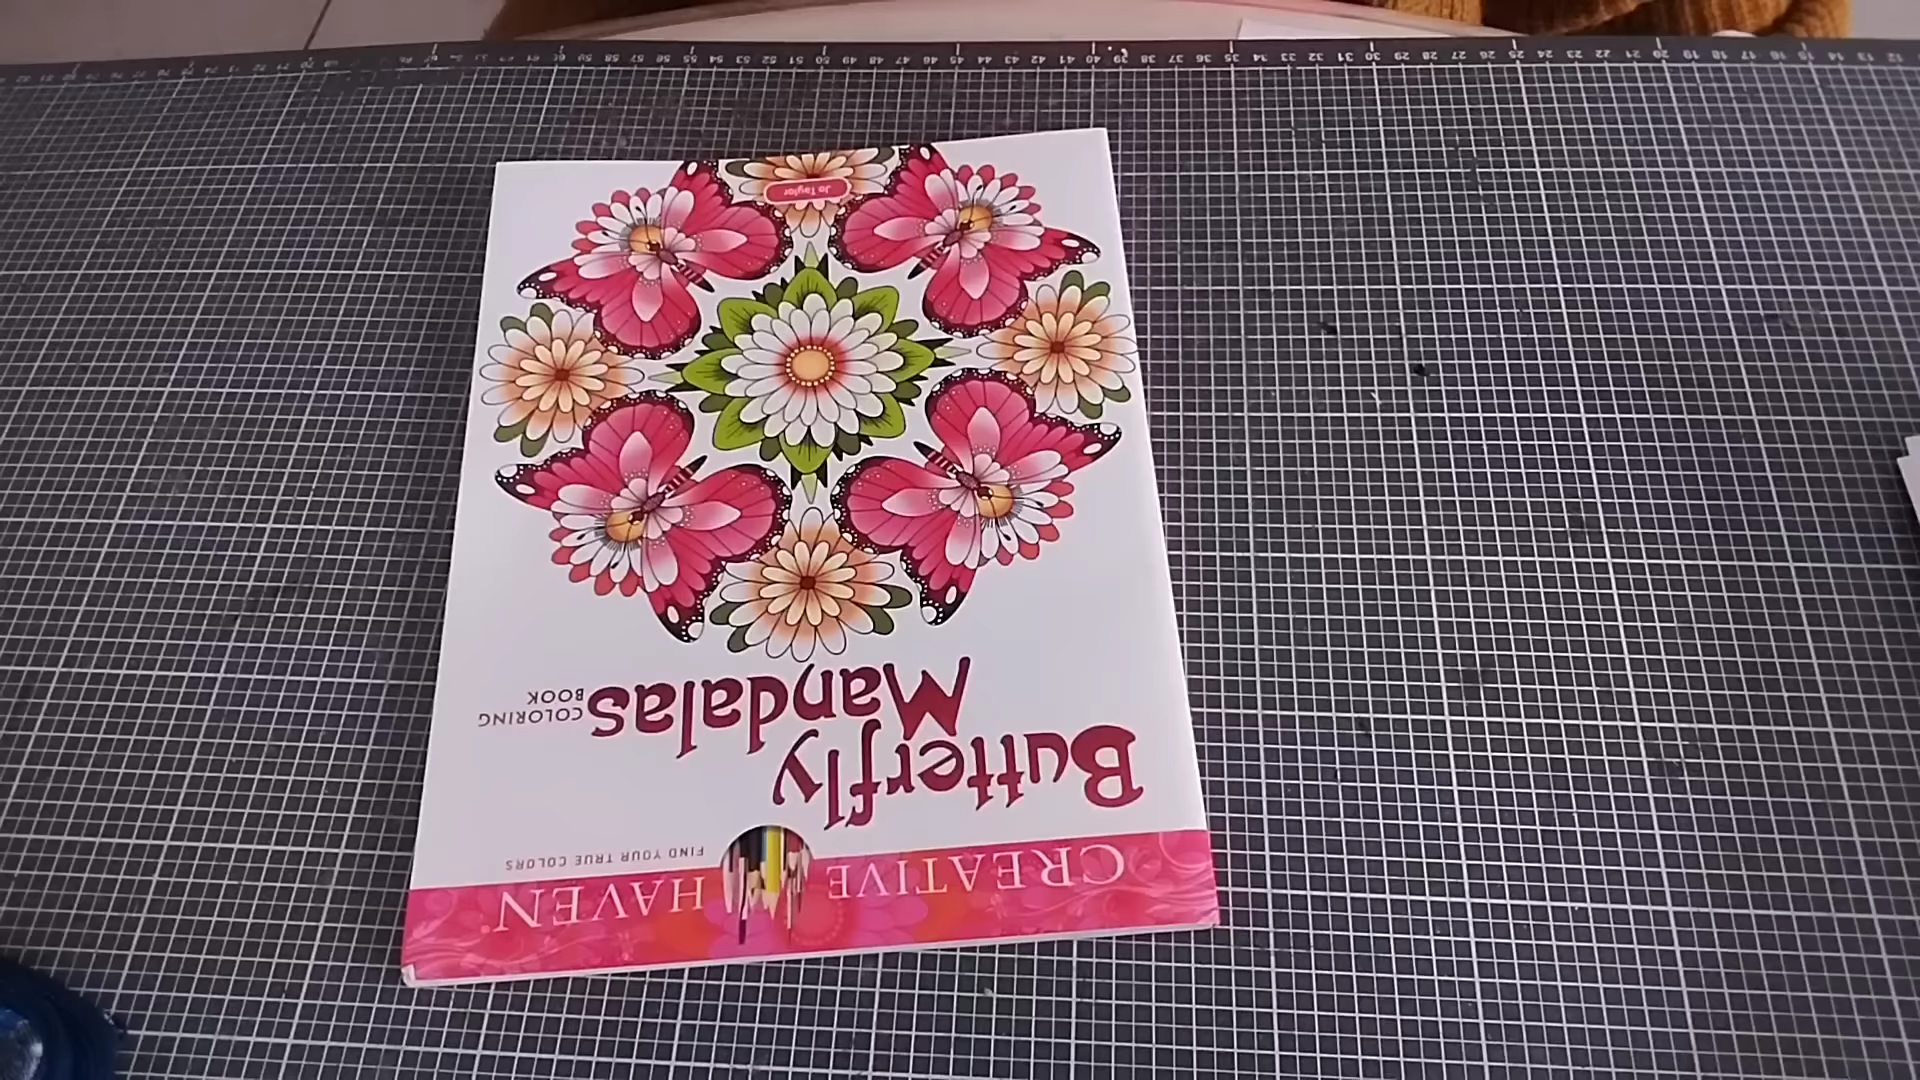 CREATIVE HAVEN
FIND YOUR TRUE COLORS
Butterfly
Mandalas
COLORING
BOOK
Jo Taylor